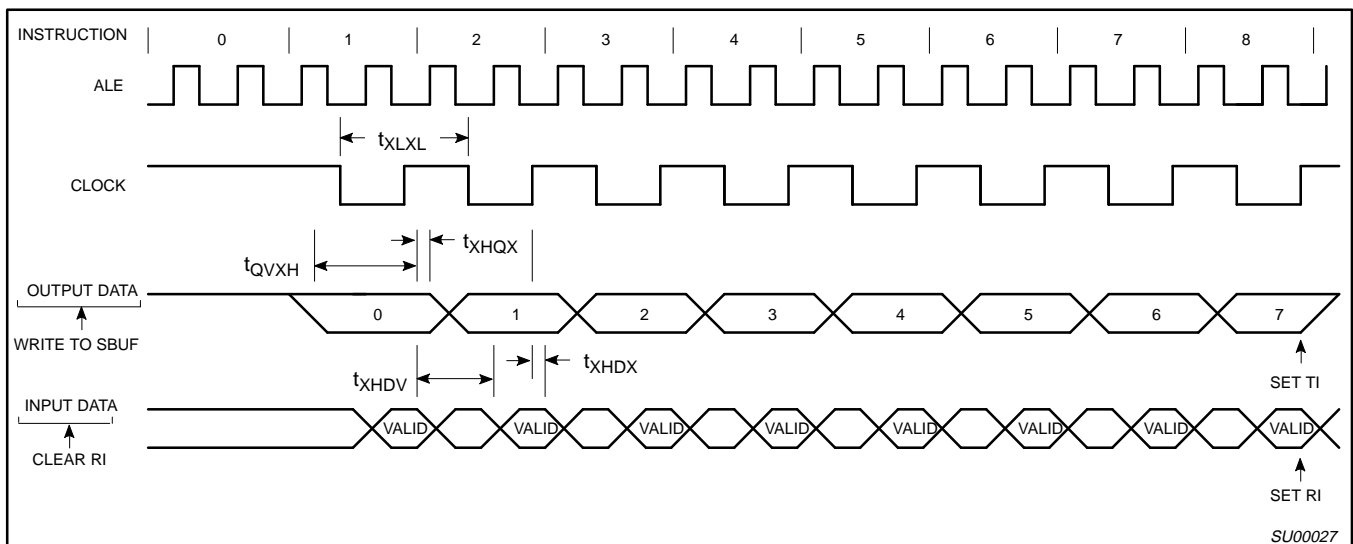 INSTRUCTION 0 1 2 3 4 5 6 7 8
ALE
tXLXL
CLOCK
tXHQX
tQVXH
OUTPUT DATA
0 1 2 3 4 5 6 7
WRITE TO SBUF
tXHDX
tXHDV
SET TI
INPUT DATA
VALID VALID VALID VALID VALID VALID VALID VALID
CLEAR RI
SET RI
SU00027